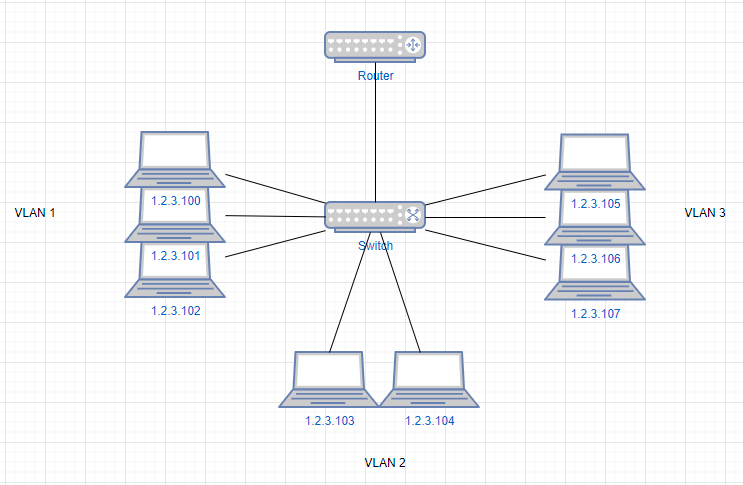 Router
1.2.3.100
1.2.3.105
VLAN 1
VLAN 3
Switch
1.2.3.101
1.2.3.106
1.2.3.102
1.2.3.107
1.2.3.103
1.2.3.104
VLAN 2